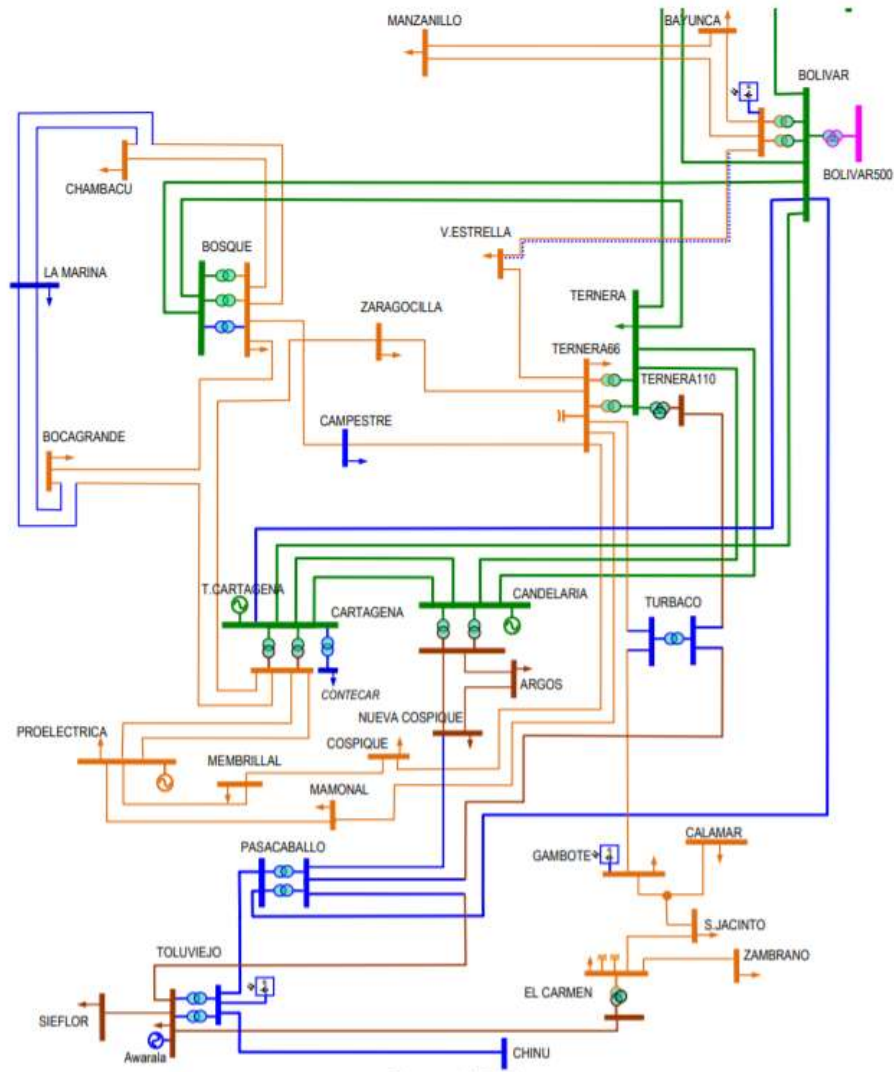 MANZANILLO
BAYUNCA
BOLIVAR
BOLIVAR500
CHAMBACU
V.ESTRELLA
BOSQUE
LA MARINA
TERNERA
ZARAGOCILLA
TERNERA66
TERNERA110
CAMPESTRE
BOCAGRANDE
T.CARTAGENA
CARTAGENA
CANDELARIA
TURBACO
CONTECAR
ARGOS
NUEVA COSPIQUE
PROELECTRICA
COSPIQUE
MEMBRILLAL
MAMONAL
CALAMAR
PASACABALLO
GAMBOTE
S.JACINTO
TOLUVIEJO
ZAMBRANO
EL CARMEN
SIEFLOR
Awarala
CHINU